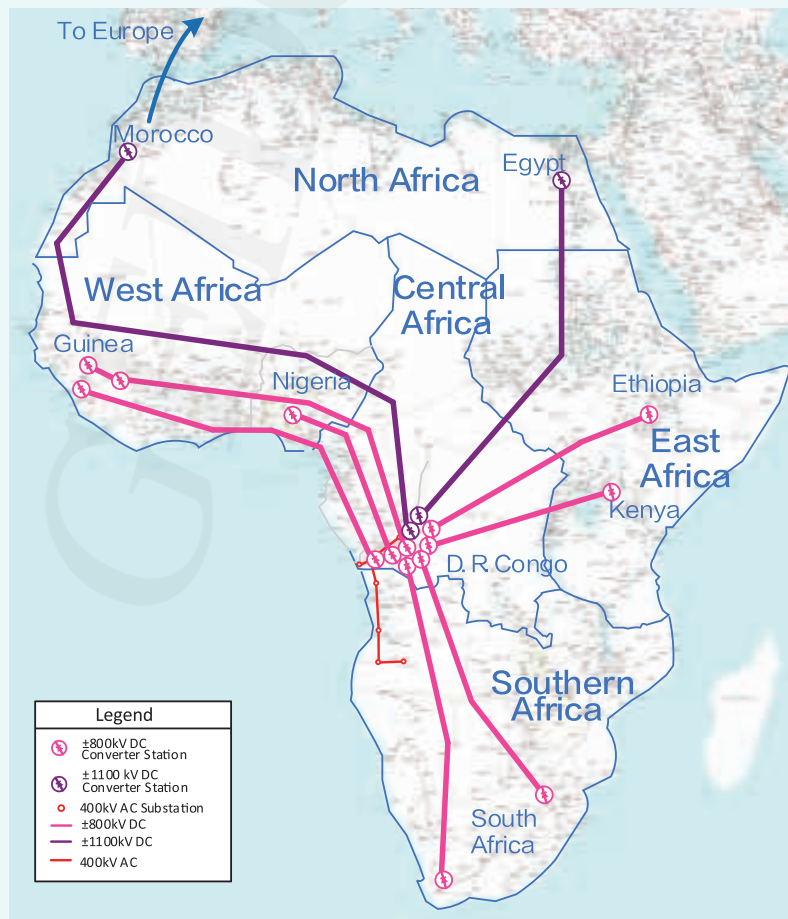 To Europe
Morocco
Egypt
North Africa
West Africa
Central
Africa
Guinea
Nigeria
Ethiopia
East
Africa
Kenya
D. R. Congo
Southern
Africa
South
Africa
Legend
±800kV DC
Converter Station
±1100 kV DC
Converter Station
400kV AC Substation
±800kV DC
±1100kV DC
400kV AC